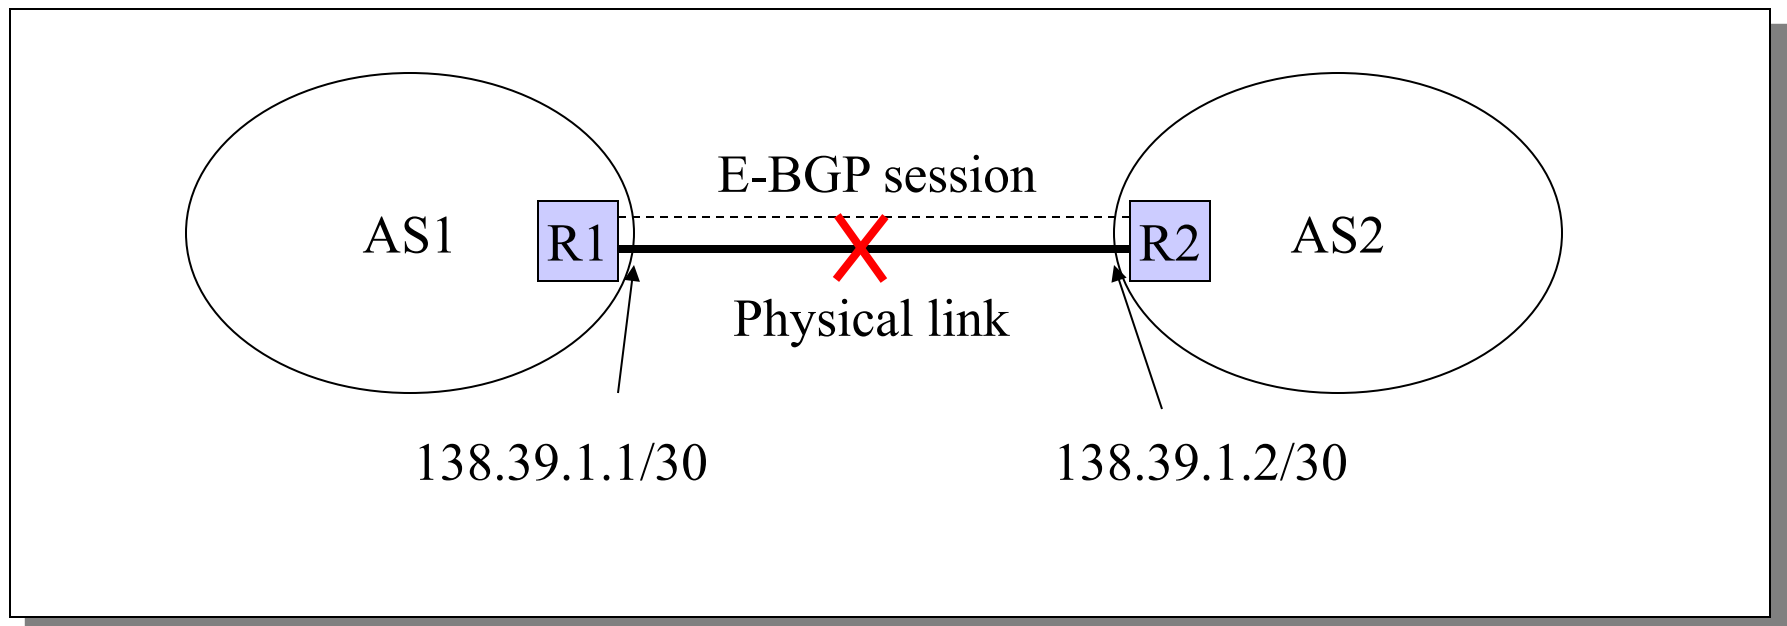 E-BGP session
AS1
R1
R2
AS2
Physical link
138.39.1.1/30
138.39.1.2/30